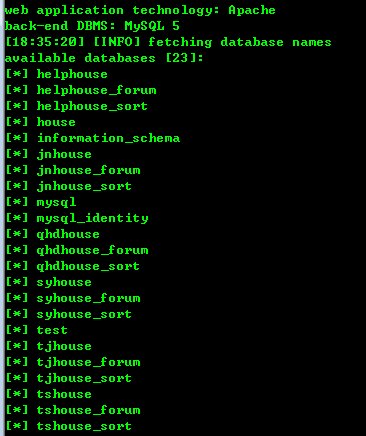 web application technology: Apache
back-end DBMS: MySQL 5
[18:35:20] [INFO] fetching database names
available databases [23]:
[*] helphouse
[*] helphouse_forum
[*] helphouse_sort
[*] house
[*] information_schema
[*] jnhouse
[*] jnhouse_forum
[*] jnhouse_sort
[*] mysql
[*] mysql_identity
[*] qhdhouse
[*] qhdhouse_forum
[*] qhdhouse_sort
[*] syhouse
[*] syhouse_forum
[*] syhouse_sort
[*] test
[*] tjhouse
[*] tjhouse_forum
[*] tjhouse_sort
[*] tshouse
[*] tshouse_forum
[*] tshouse_sort